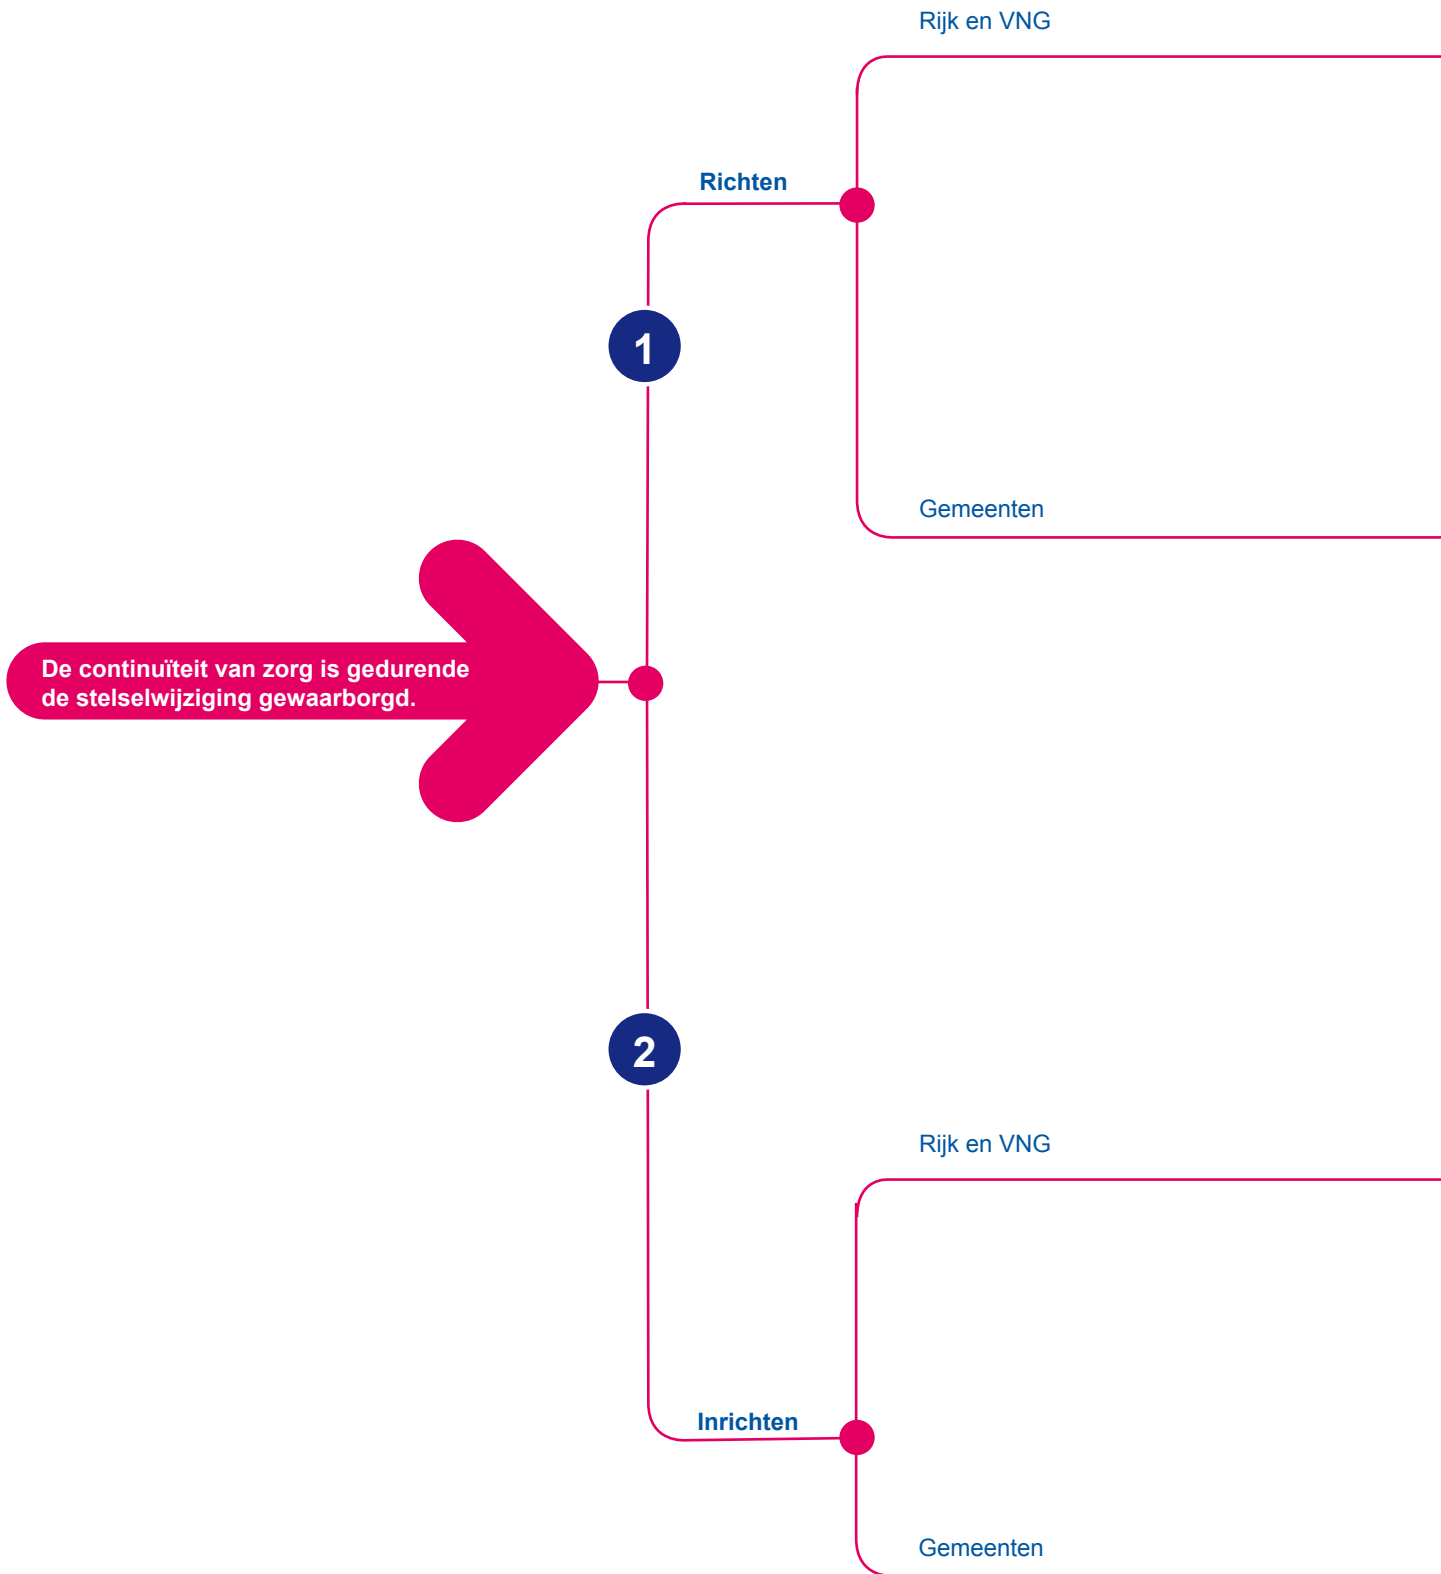 Rijk en VNG
Richten
1
Gemeenten
De continuïteit van zorg is gedurende
de stelselwijziging gewaarborgd.
2
Rijk en VNG
Inrichten
Gemeenten